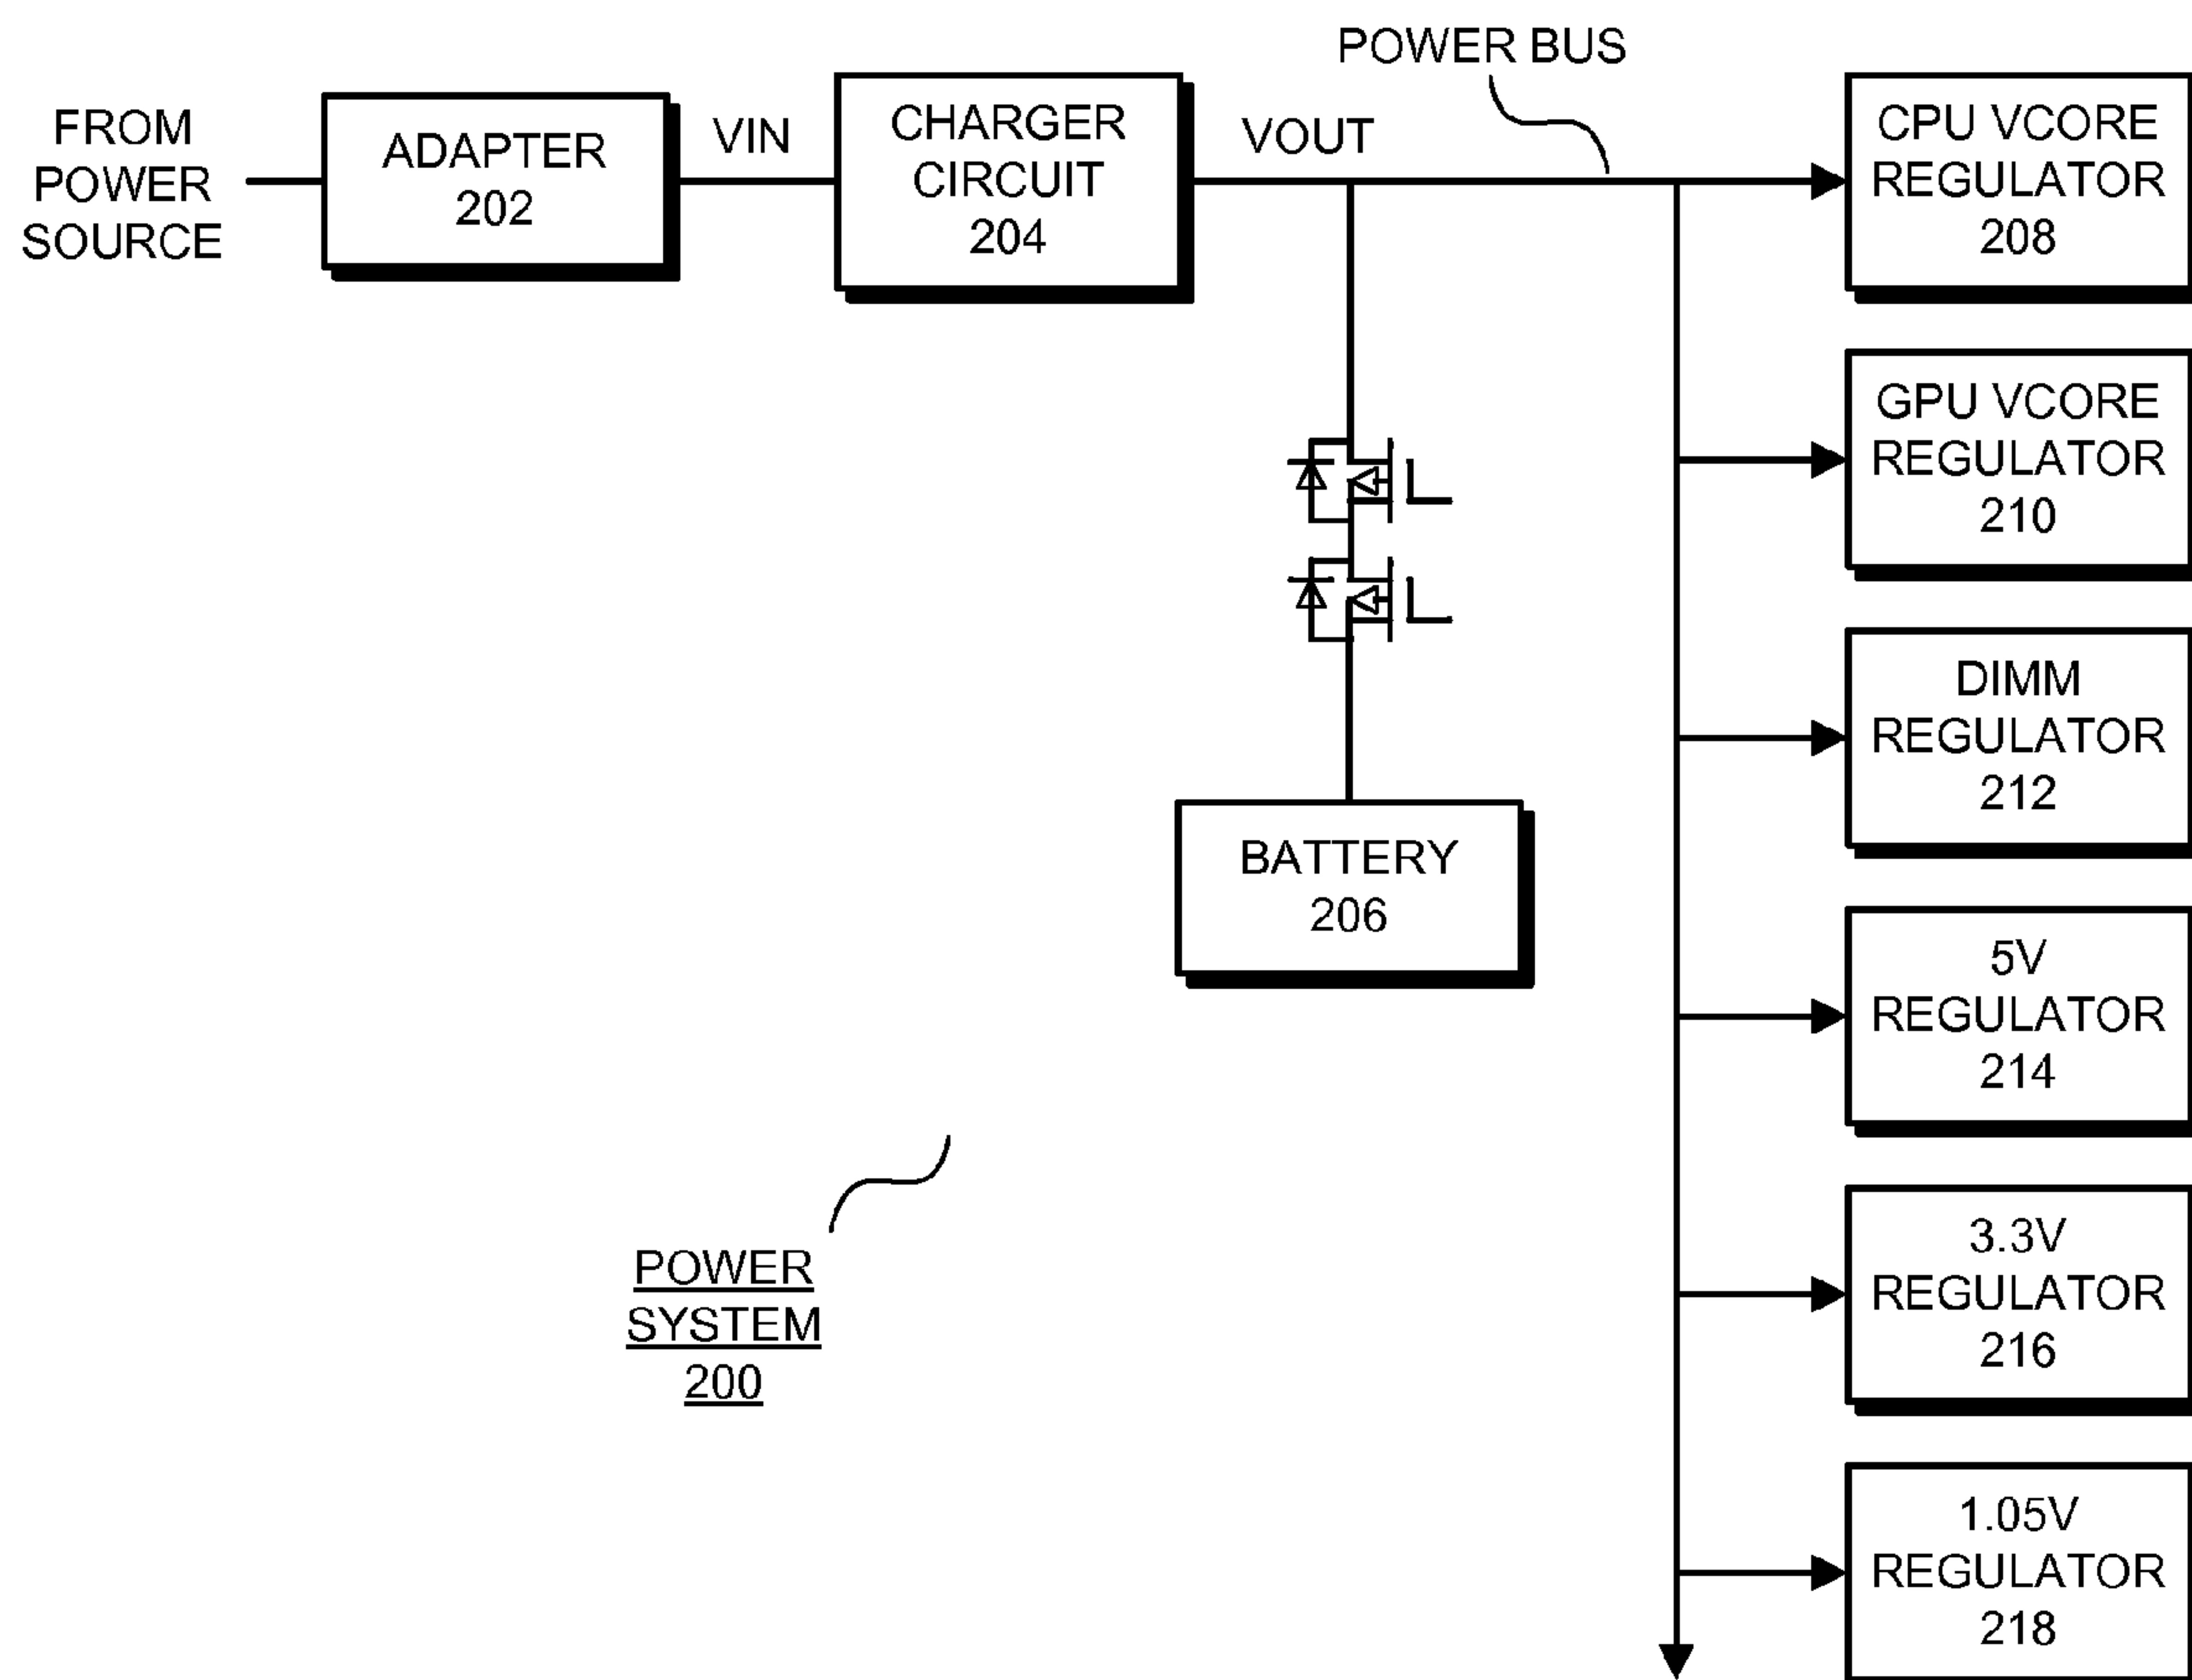 POWER BUS
FROM
POWER
SOURCE
ADAPTER
202
VIN
CHARGER
CIRCUIT
204
VOUT
CPU VCORE
REGULATOR
208
GPU VCORE
REGULATOR
210
DIMM
REGULATOR
212
BATTERY
206
5V
REGULATOR
214
3.3V
REGULATOR
216
POWER
SYSTEM
200
1.05V
REGULATOR
218